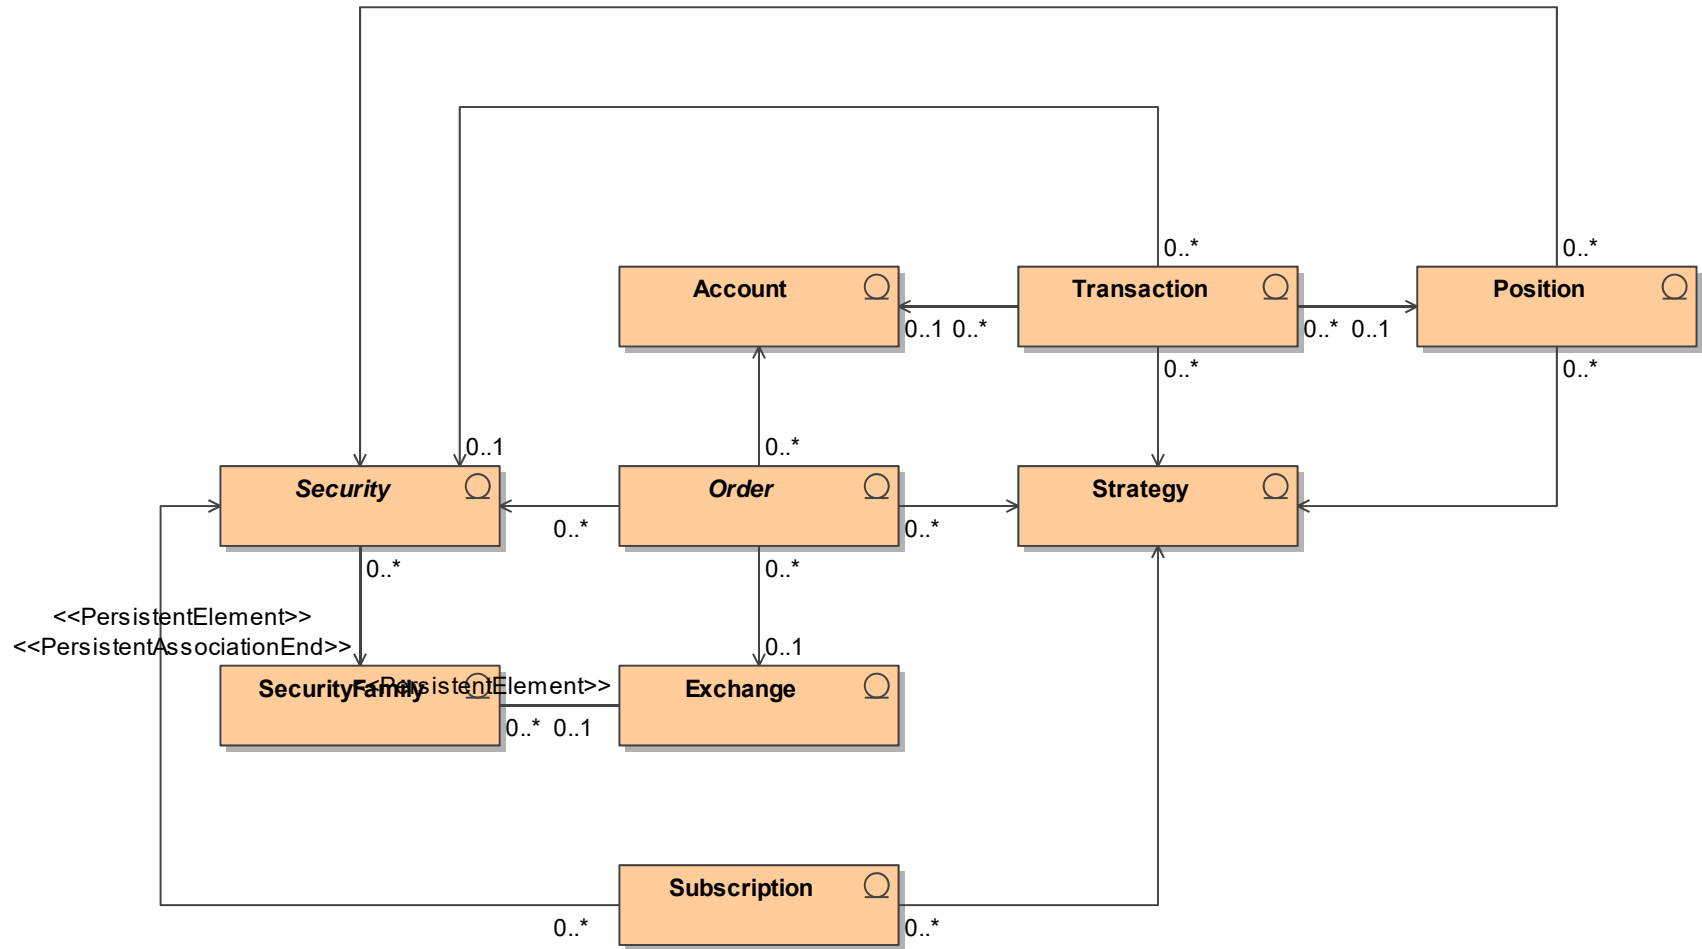 0..*
0..*
Account
Transaction
Position
0..1 0..*
0..* 0..1
0..*
0..*
0..1
0..*
Security
Order
Strategy
0..*
0..*
0..*
0..*
<<PersistentElement>>
<<PersistentAssociationEnd>>
0..1
SecurityFamily
<<PersistentElement>>
Exchange
0..* 0..1
Subscription
0..*
0..*